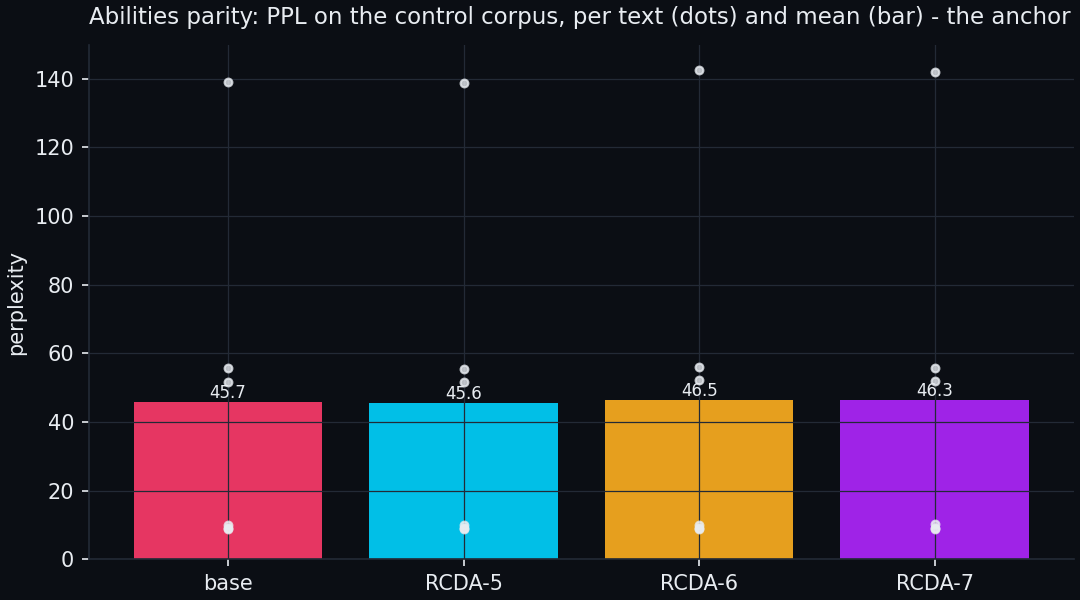 Abilities parity: PPL on the control corpus, per text (dots) and mean (bar) - the anchor
perplexity
140
120
100
80
60
40
20
0
45.7
45.6
46.5
46.3
base
RCDA-5
RCDA-6
RCDA-7